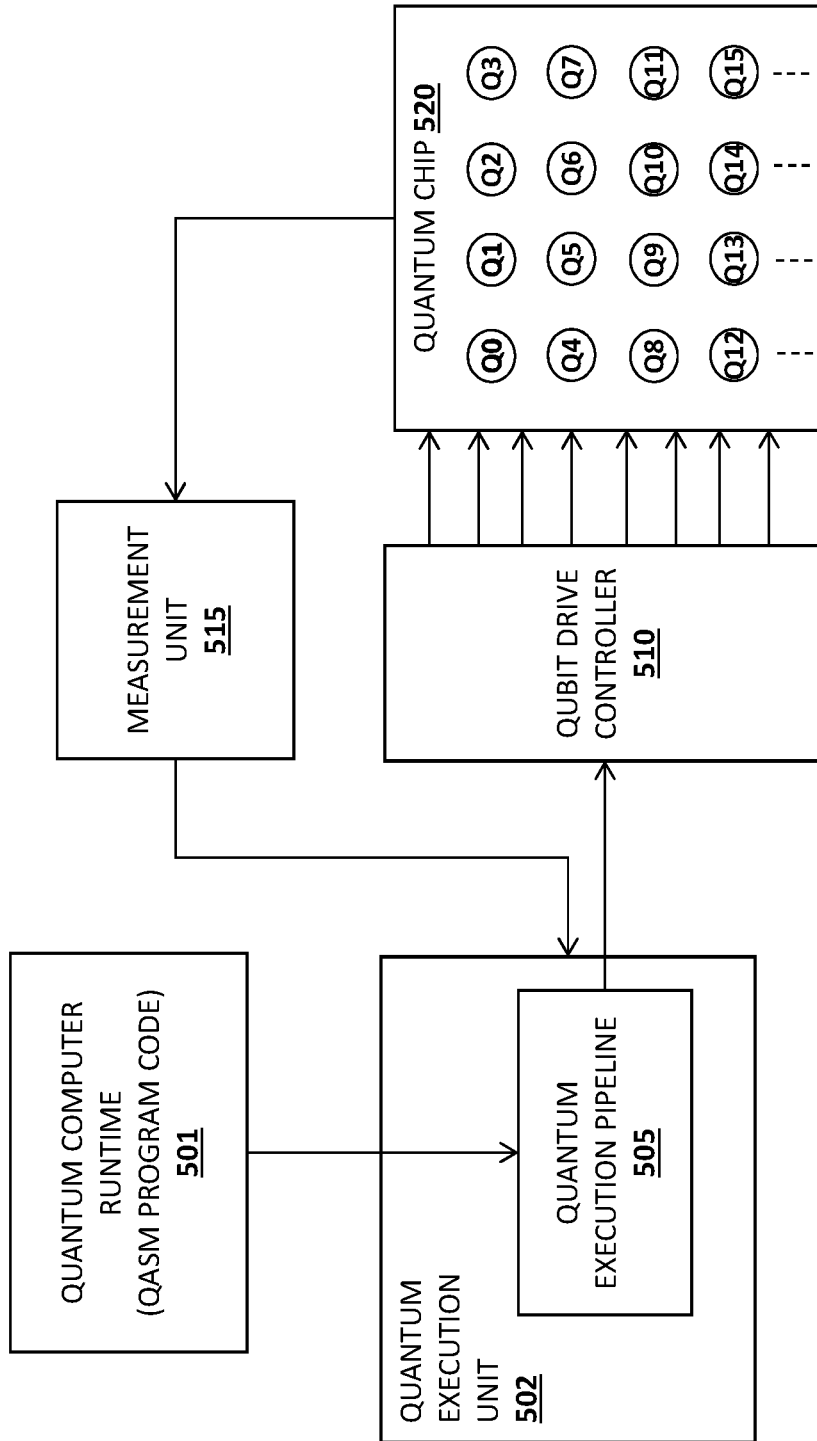 QUANTUM COMPUTER
RUNTIME
(QASM PROGRAM CODE)
501
QUANTUM
EXECUTION
UNIT
502
QUANTUM
EXECUTION PIPELINE
505
MEASUREMENT
UNIT
515
QUBIT DRIVE
CONTROLLER
510
QUANTUM CHIP 520
Q0 Q1 Q2 Q3
Q4 Q5 Q6 Q7
Q8 Q9 Q10 Q11
Q12 Q13 Q14 Q15